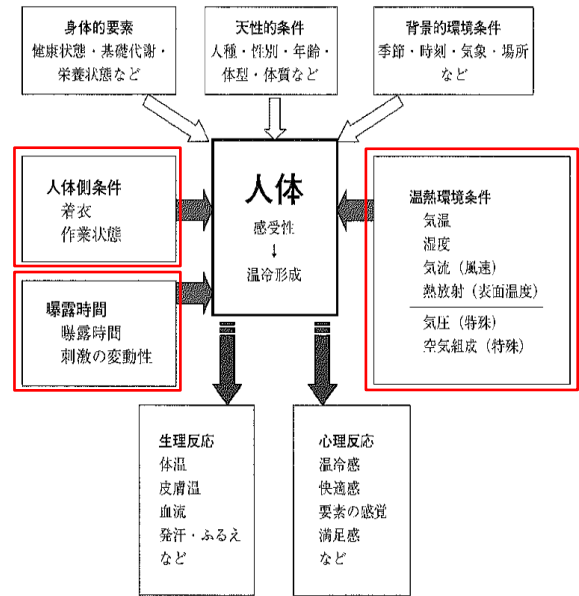 身体的要素
健康状態・基礎代謝・
栄養状態など
天性的条件
人種・性別・年齢・
体型・体質など
背景的環境条件
季節・時刻・気象・場所
など
人体側条件
着衣
作業状態
曝露時間
曝露時間
刺激の変動性
人体
感受性
↓
温冷形成
温熱環境条件
気温
湿度
気流（風速）
熱放射（表面温度）
気圧（特殊）
空気組成（特殊）
生理反応
体温
皮膚温
血流
発汗・ふるえ
など
心理反応
温冷感
快適感
要素の感覚
満足感
など